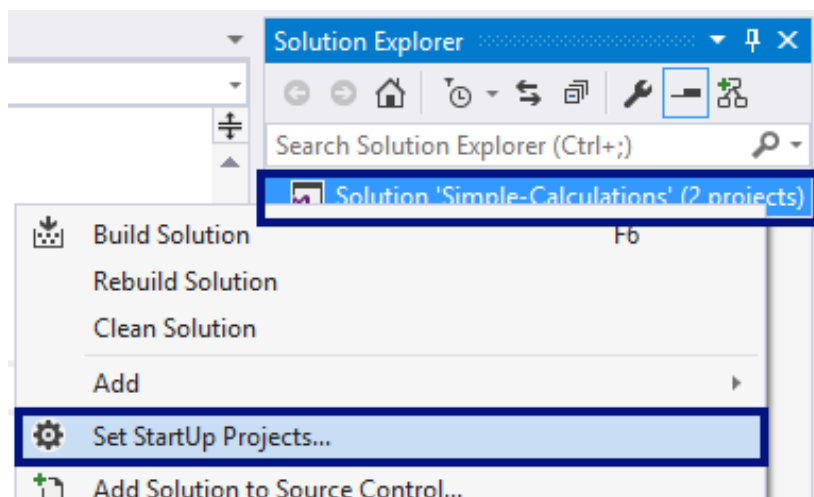 Solution Explorer
Search Solution Explorer (Ctrl+;)
Solution 'Simple-Calculations' (2 projects)
Build Solution F6
Rebuild Solution
Clean Solution
Add
Set StartUp Projects...
Add Solution to Source Control...